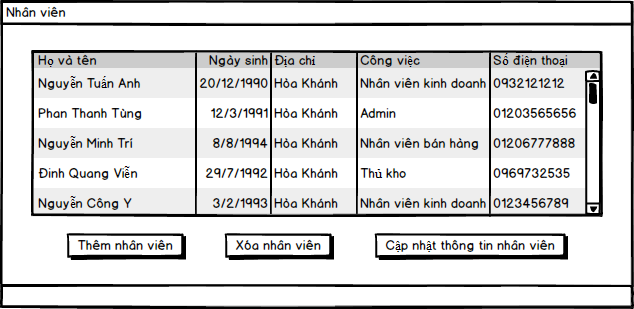 Nhân viên
Họ và tên Ngày sinh Địa chỉ Công việc Số điện thoại
Nguyễn Tuấn Anh 20/12/1990 Hòa Khánh Nhân viên kinh doanh 0932121212
Phan Thanh Tùng 12/3/1991 Hòa Khánh Admin 01203565656
Nguyễn Minh Trí 8/8/1994 Hòa Khánh Nhân viên bán hàng 01206777888
Đinh Quang Viễn 29/7/1992 Hòa Khánh Thủ kho 0969732535
Nguyễn Công Y 3/2/1993 Hòa Khánh Nhân viên kinh doanh 0123456789
Thêm nhân viên Xóa nhân viên Cập nhật thông tin nhân viên